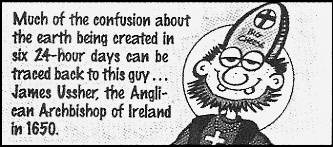 Much of the confusion about
the earth being created in
six 24-hour days can be
traced back to this guy...
James Ussher, the Angli-
can Archbishop of Ireland
in 1650.